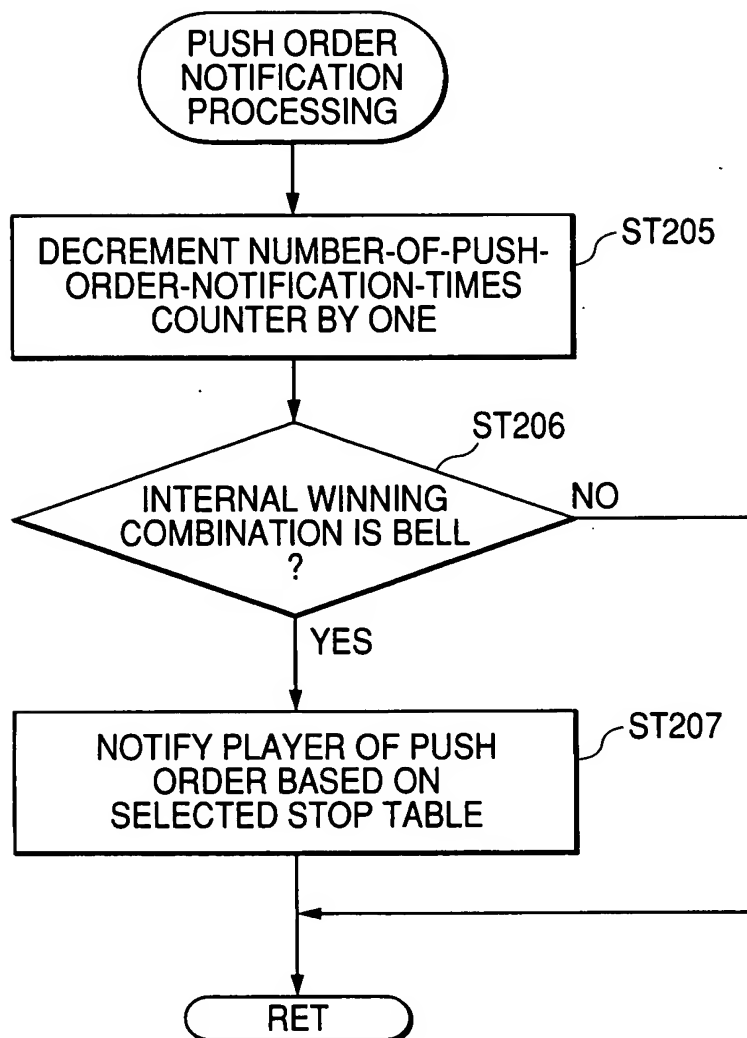 PUSH ORDER
NOTIFICATION
PROCESSING
ST205
DECREMENT NUMBER-OF-PUSH-
ORDER-NOTIFICATION-TIMES
COUNTER BY ONE
ST206
INTERNAL WINNING
COMBINATION IS BELL
?
NO
YES
ST207
NOTIFY PLAYER OF PUSH
ORDER BASED ON
SELECTED STOP TABLE
RET